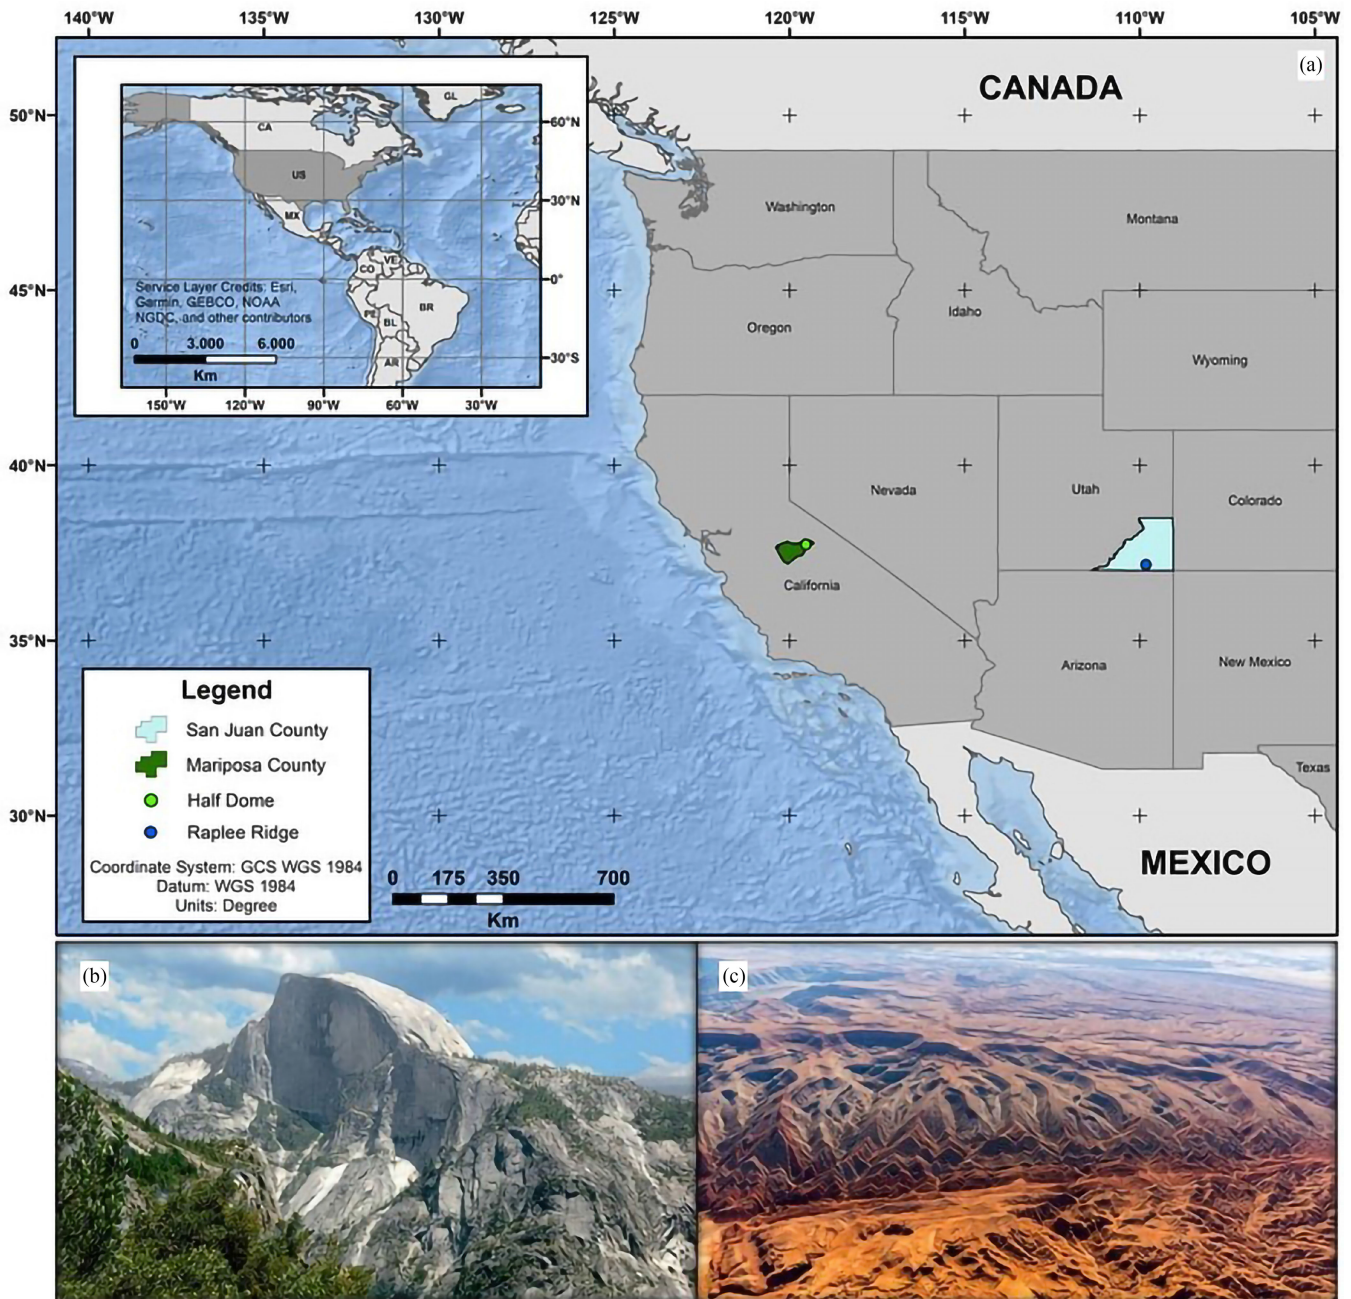 140°W 135°W 130°W 125°W 120°W 115°W 110°W 105°W
(a)
CANADA
50°N
45°N
40°N
35°N
30°N
GL
CA
US
MX
VE
CO
PE
BR
BL
AR
60°N
30°N
0°
30°S
Service Layer Credits: Esri,
Garmin, GEBCO, NOAA
NGDC, and other contributors
0 3.000 6.000
Km
150°W 120°W 90°W 60°W 30°W
Washington
Montana
Oregon
Idaho
Wyoming
Nevada
Utah
Colorado
California
Arizona
New Mexico
Texas
MEXICO
Legend
San Juan County
Mariposa County
Half Dome
Raplee Ridge
Coordinate System: GCS WGS 1984
Datum: WGS 1984
Units: Degree
0 175 350 700
Km
(b)
(c)